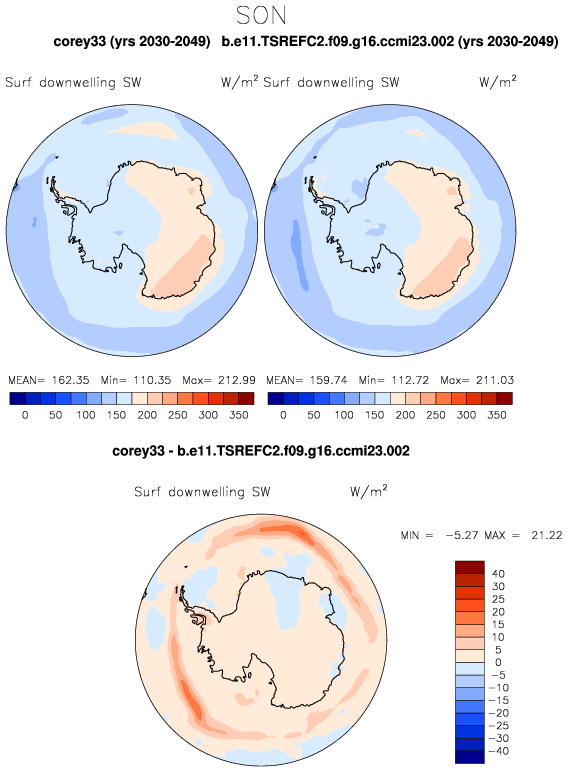 SON
corey33 (yrs 2030-2049) b.e11.TSREFC2.f09.g16.ccmi23.002 (yrs 2030-2049)
Surf downwelling SW W/m² Surf downwelling SW W/m²
MEAN= 162.35 Min= 110.35 Max= 212.99 MEAN= 159.74 Min= 112.72 Max= 211.03
0 50 100 150 200 250 300 350 0 50 100 150 200 250 300 350
corey33 - b.e11.TSREFC2.f09.g16.ccmi23.002
Surf downwelling SW W/m²
MIN = -5.27 MAX = 21.22
40
30
25
20
15
10
5
0
-5
-10
-15
-20
-25
-30
-40